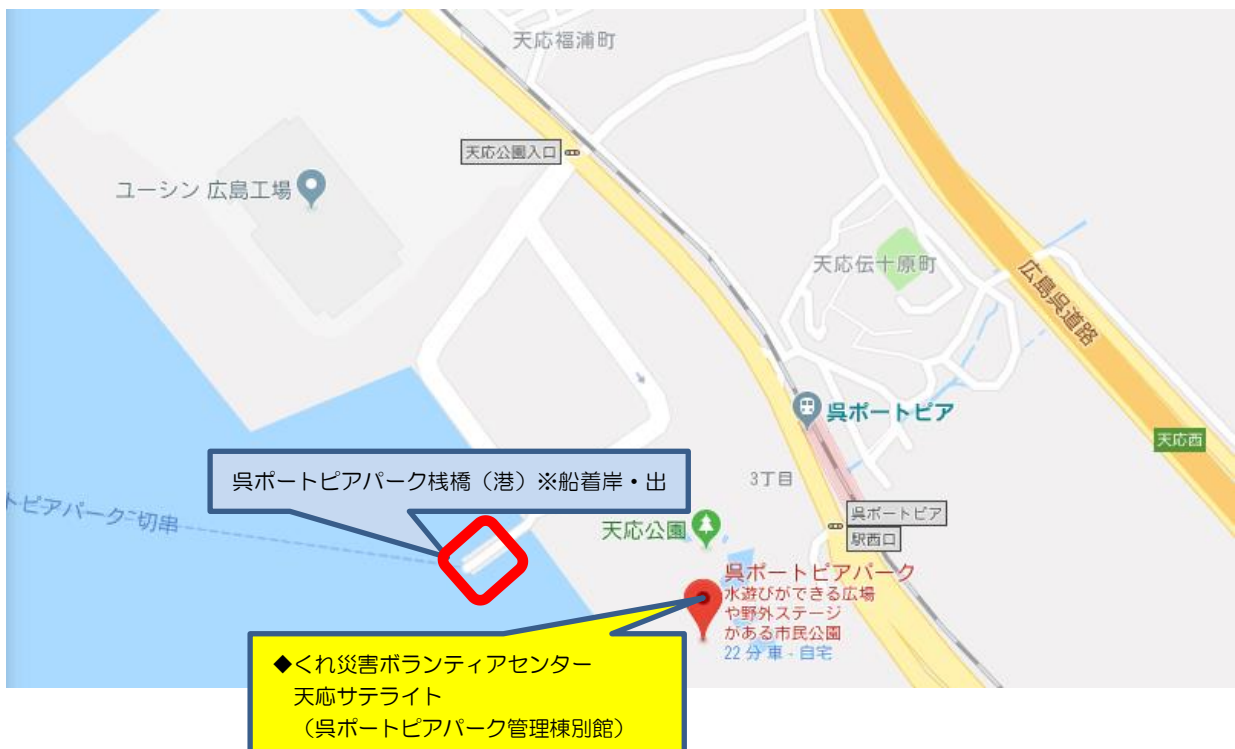 天応福浦町
天応公園入口
ユーシン 広島工場
天応伝十原町
広島呉道路
呉ポートピア
天応西
呉ポートピアパーク桟橋（港）※船着岸・出
3丁目
トピアパーク-切串
天応公園
呉ポートピア
駅西口
呉ポートピアパーク
水遊びができる広場
や野外ステージ
がある市民公園
22 分 車 - 自宅
◆くれ災害ボランティアセンター
天応サテライト
（呉ポートピアパーク管理棟別館）